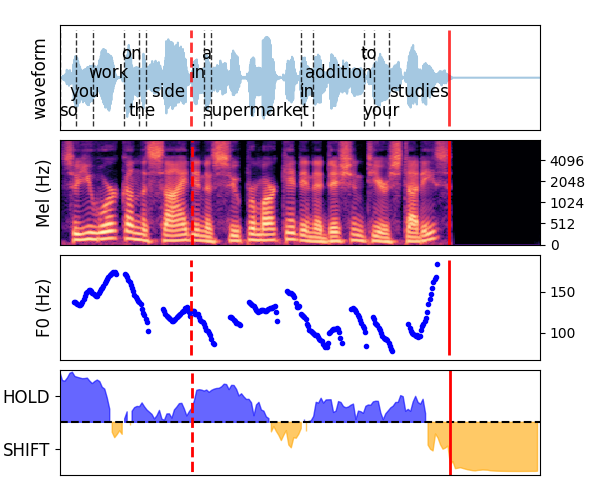 waveform
on a to
work in addition
you side in studies
so the supermarket your
Mel (Hz)
4096
2048
1024
512
0
F0 (Hz)
150
100
HOLD
SHIFT